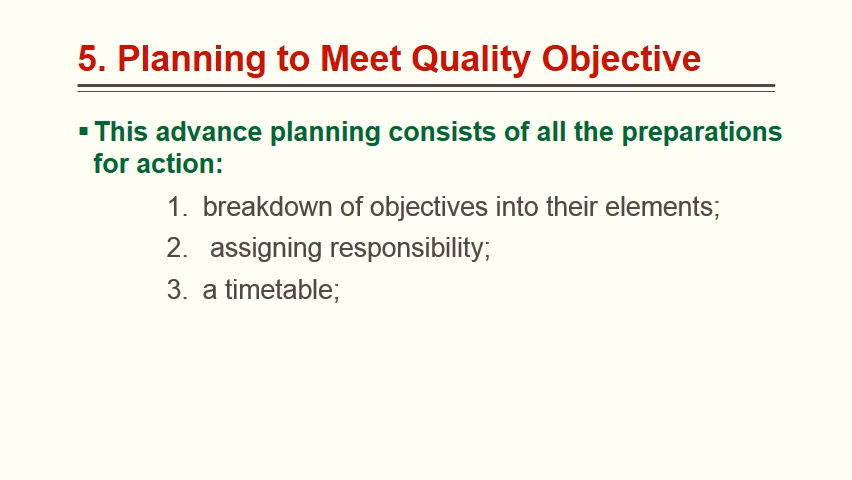 5. Planning to Meet Quality Objective
▪ This advance planning consists of all the preparations
for action:
1. breakdown of objectives into their elements;
2. assigning responsibility;
3. a timetable;